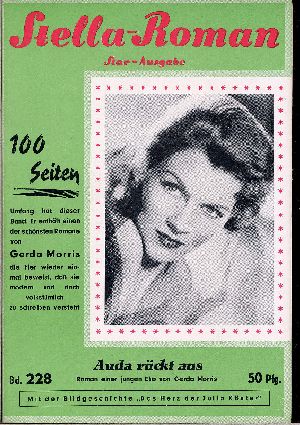 Stella-Roman
Star-Ausgabe
100
Seiten
Umfang hat dieser
Band. Er enthält einen
der schönsten Romane
von
Gerda Morris
die hier wieder ein-
mal beweist, daß sie
modern und doch
volkstümlich
zu schreiben versteht
Auda rückt aus
Bd. 228
Roman einer jungen Ehe von Gerda Morris
50 Pfg.
Mit der Bildgeschichte „Das Herz der Julia Köster"